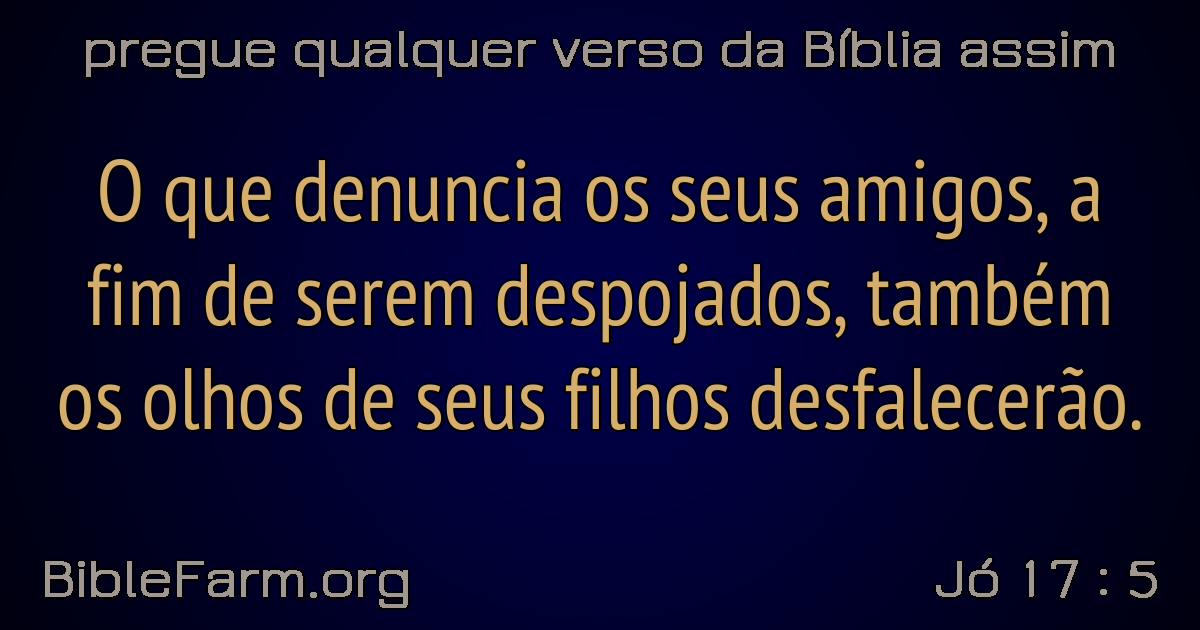 pregue qualquer verso da Bíblia assim
O que denuncia os seus amigos, a
fim de serem despojados, também
os olhos de seus filhos desfalecerão.
BibleFarm.org
Jó 17 : 5